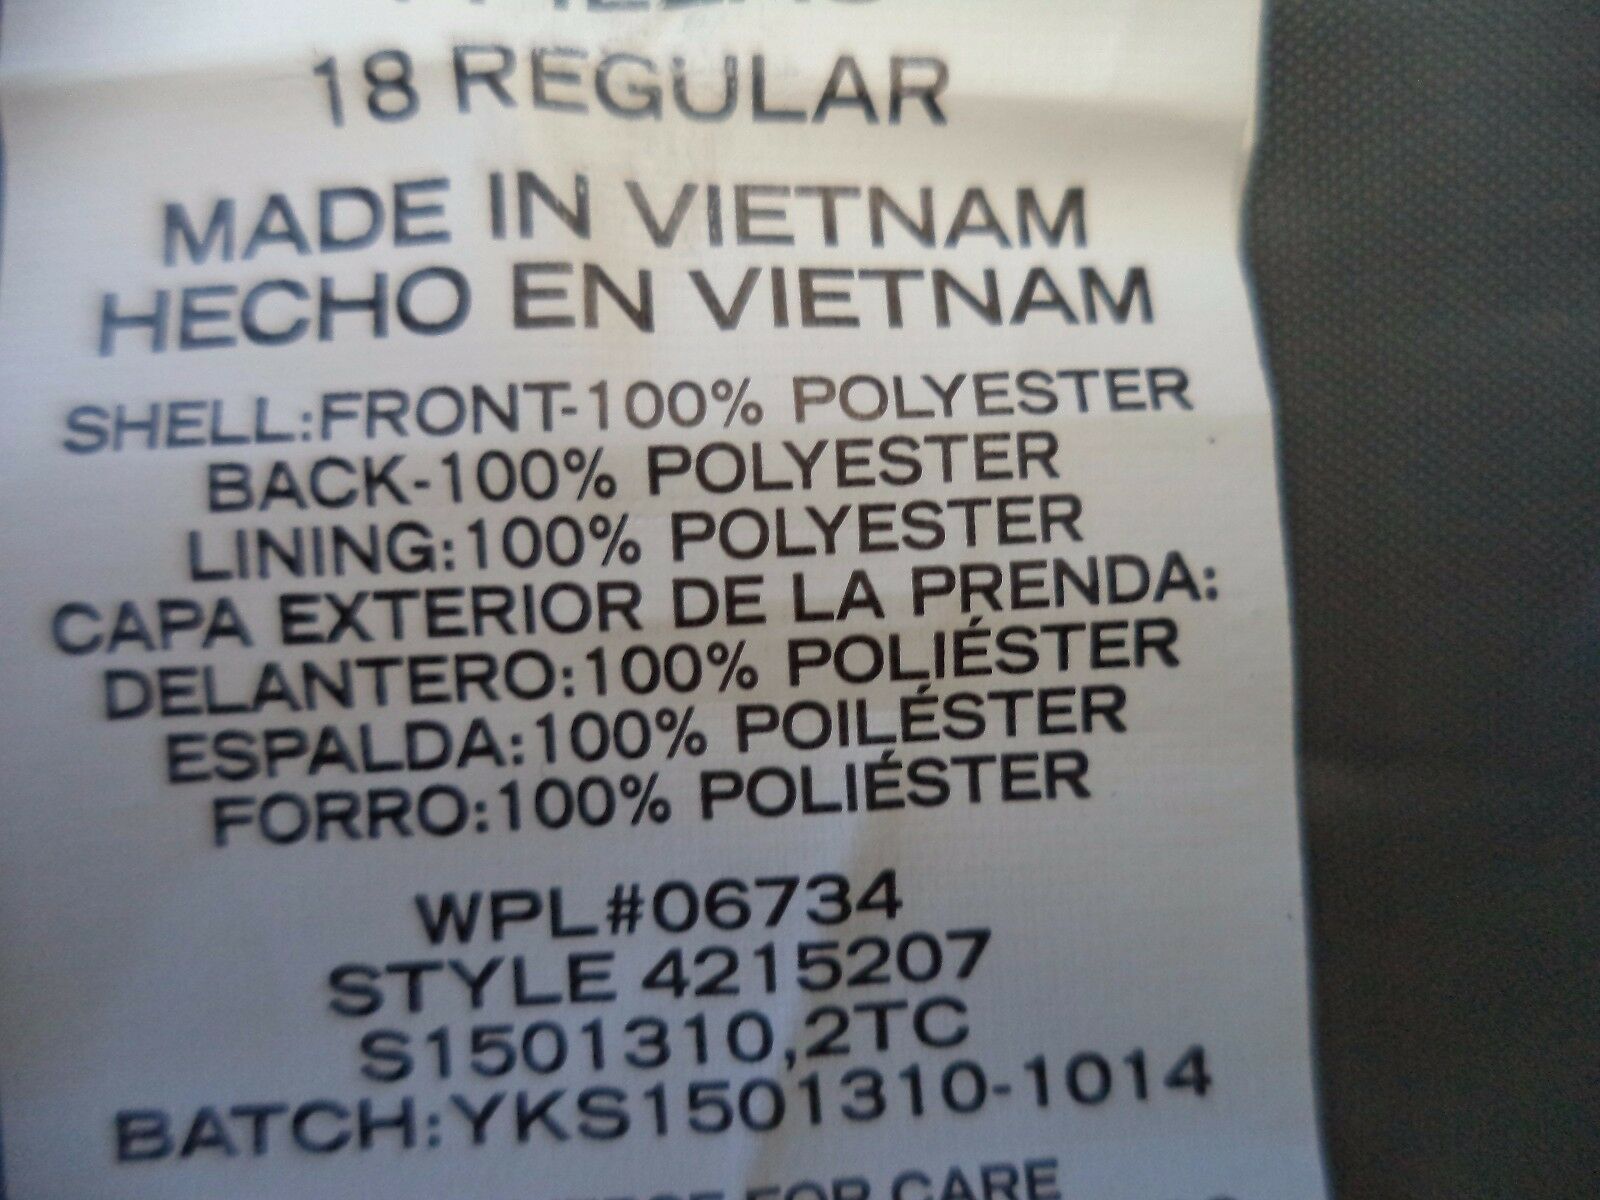 18 REGULAR
MADE IN VIETNAM
HECHO EN VIETNAM
SHELL:FRONT-100% POLYESTER
BACK-100% POLYESTER
LINING:100% POLYESTER
CAPA EXTERIOR DE LA PRENDA:
DELANTERO:100% POLIÉSTER
ESPALDA:100% POILÉSTER
FORRO:100% POLIÉSTER
WPL#06734
STYLE 4215207
S1501310,2TC
BATCH:YKS1501310-1014
FOR CARE